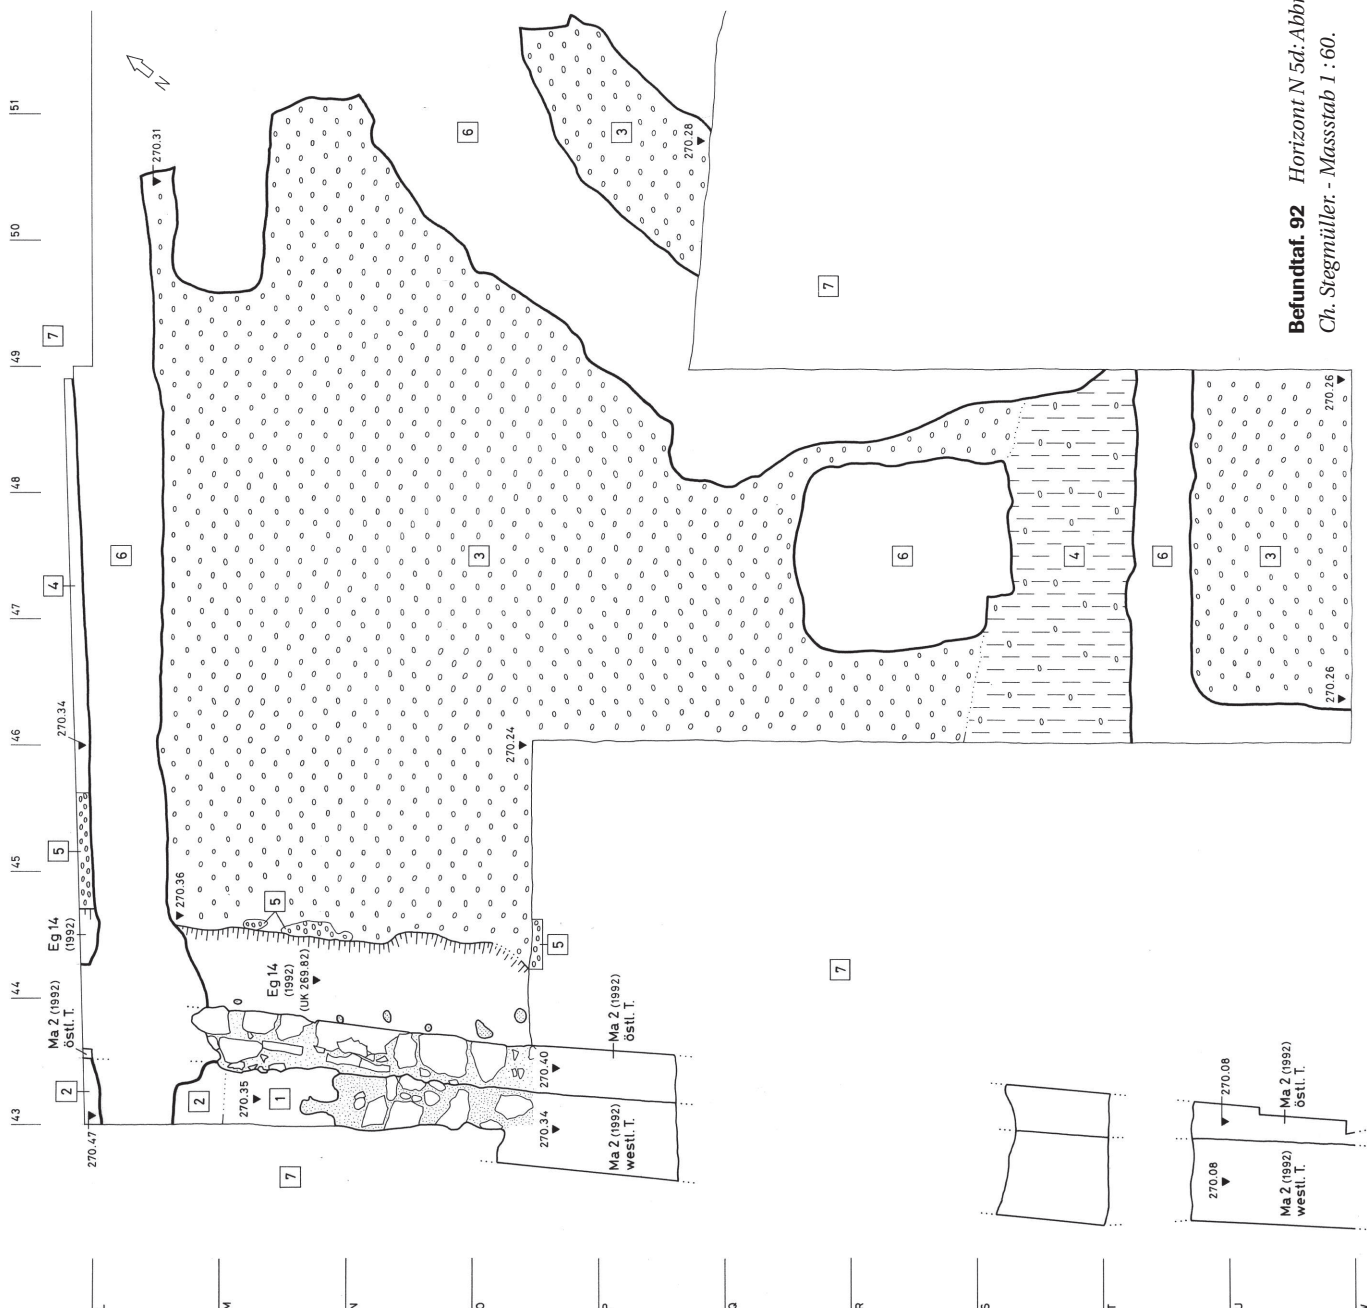 51
50
49
48
47
46
45
44
43
N
270.31
6
3
270.28
7
7
4
6
3
270.34
5
270.24
270.36
5
5
Eg 14
(1992)
Eg 14
(1992)
(UK 269.82)
Ma 2 (1992)
östl. T.
2
270.47
2
270.35
1
270.40
270.34
Ma 2 (1992)
östl. T.
Ma 2 (1992)
westl. T.
7
7
6
4
6
3
270.26
270.26
270.08
Ma 2 (1992)
östl. T.
270.08
Ma 2 (1992)
westl. T.
M
N
Befundtaf. 92 Horizont N 5d:
Ch. Stegmüller. - Massstab 1 : 60.